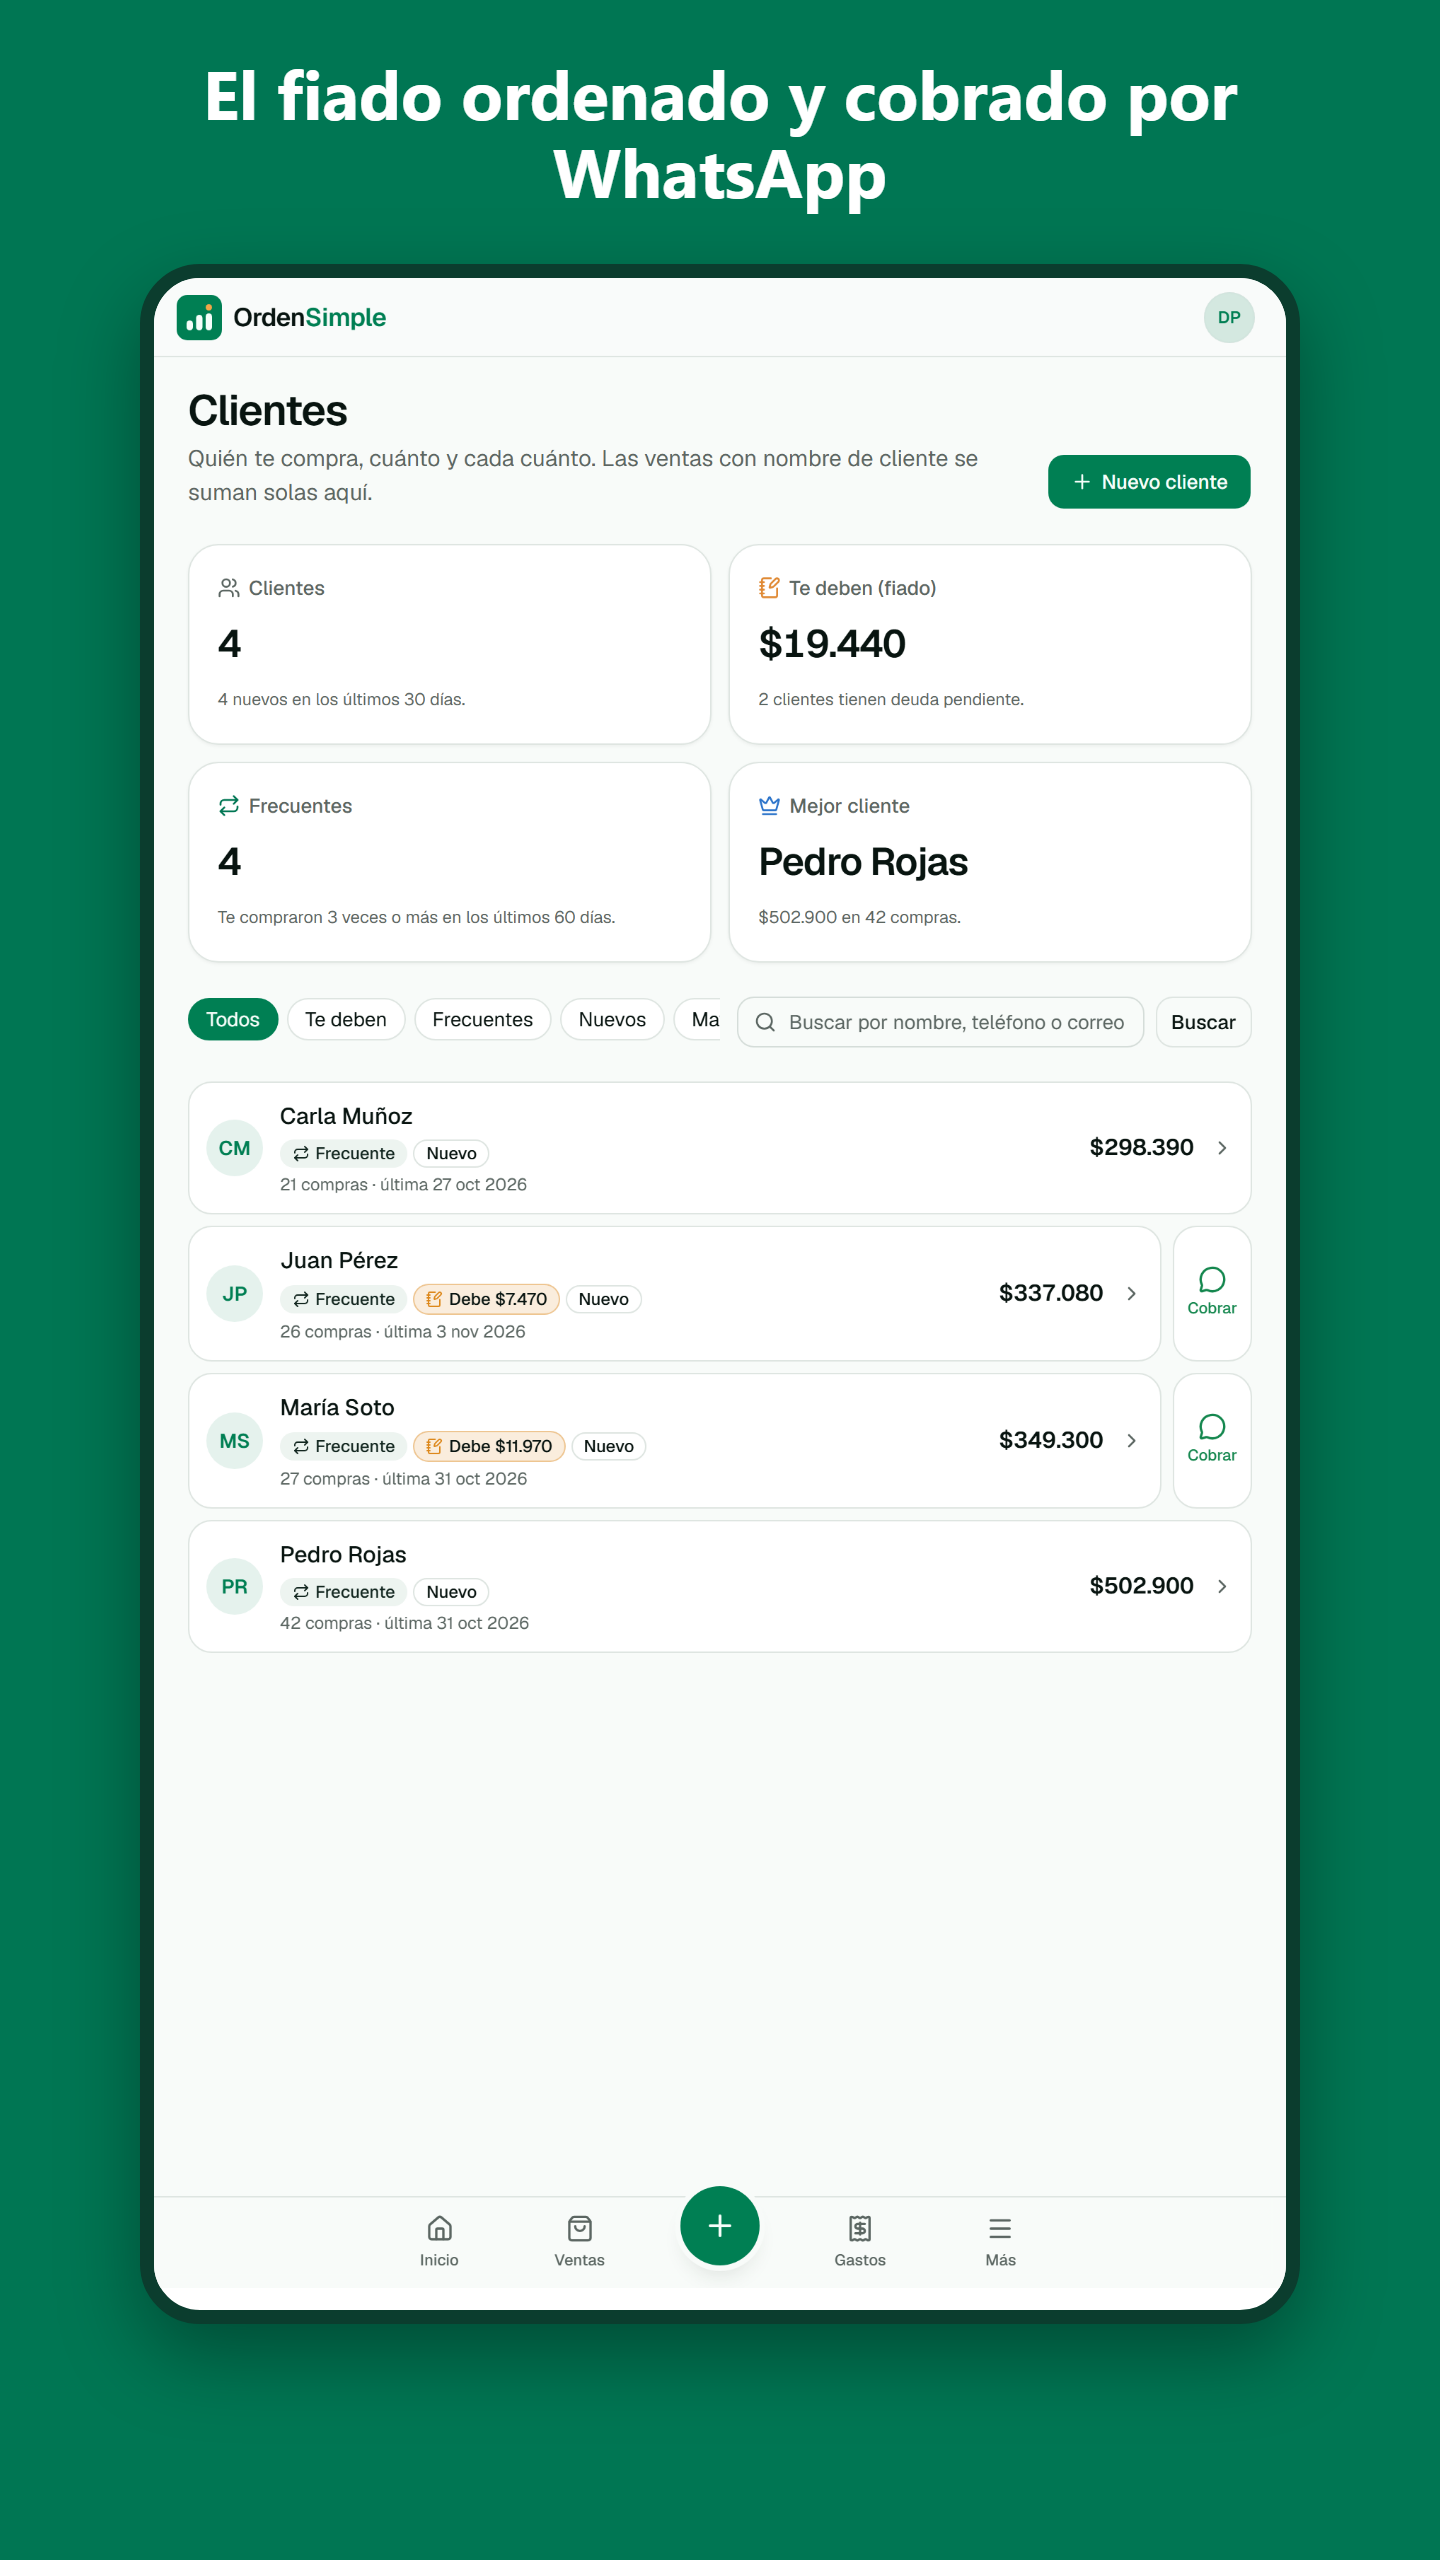 El fiado ordenado y cobrado por
WhatsApp
OrdenSimple
DP
Clientes
Quién te compra, cuánto y cada cuánto. Las ventas con nombre de cliente se
suman solas aquí.
Nuevo cliente
Clientes
4
4 nuevos en los últimos 30 días.
Te deben (fiado)
$19.440
2 clientes tienen deuda pendiente.
Frecuentes
4
Te compraron 3 veces o más en los últimos 60 días.
Mejor cliente
Pedro Rojas
$502.900 en 42 compras.
Todos Te deben Frecuentes Nuevos Ma
Buscar por nombre, teléfono o correo Buscar
CM
Carla Muñoz
Frecuente Nuevo
21 compras · última 27 oct 2026
$298.390
JP
Juan Pérez
Frecuente Debe $7.470 Nuevo
26 compras · última 3 nov 2026
$337.080
Cobrar
MS
María Soto
Frecuente Debe $11.970 Nuevo
27 compras · última 31 oct 2026
$349.300
Cobrar
PR
Pedro Rojas
Frecuente Nuevo
42 compras · última 31 oct 2026
$502.900
Inicio Ventas Gastos Más